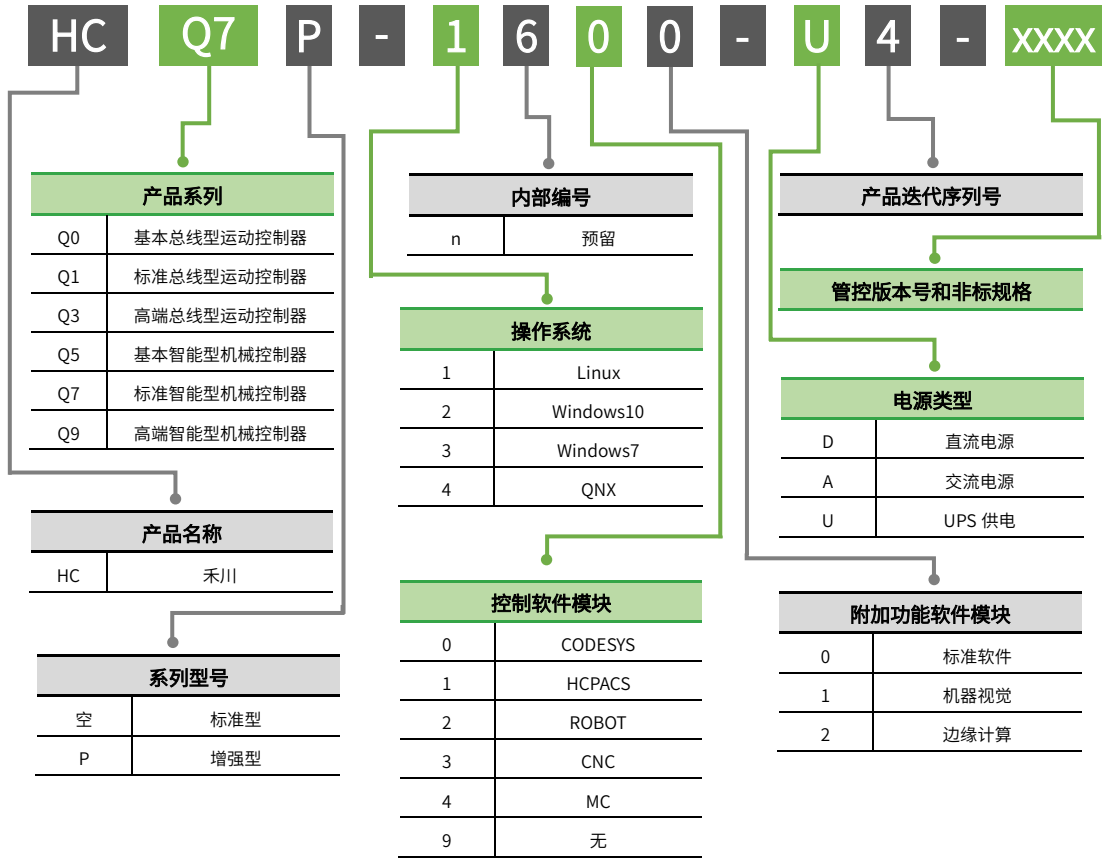 HC Q7 P - 1 6 0 0 - U 4 - xxxx
产品系列
Q0 基本总线型运动控制器
Q1 标准总线型运动控制器
Q3 高端总线型运动控制器
Q5 基本智能型机械控制器
Q7 标准智能型机械控制器
Q9 高端智能型机械控制器
产品名称
HC 禾川
系列型号
空 标准型
P 增强型
内部编号
n 预留
操作系统
1 Linux
2 Windows10
3 Windows7
4 QNX
控制软件模块
0 CODESYS
1 HCPACS
2 ROBOT
3 CNC
4 MC
9 无
产品迭代序列号
管控版本号和非标规格
电源类型
D 直流电源
A 交流电源
U UPS 供电
附加功能软件模块
0 标准软件
1 机器视觉
2 边缘计算